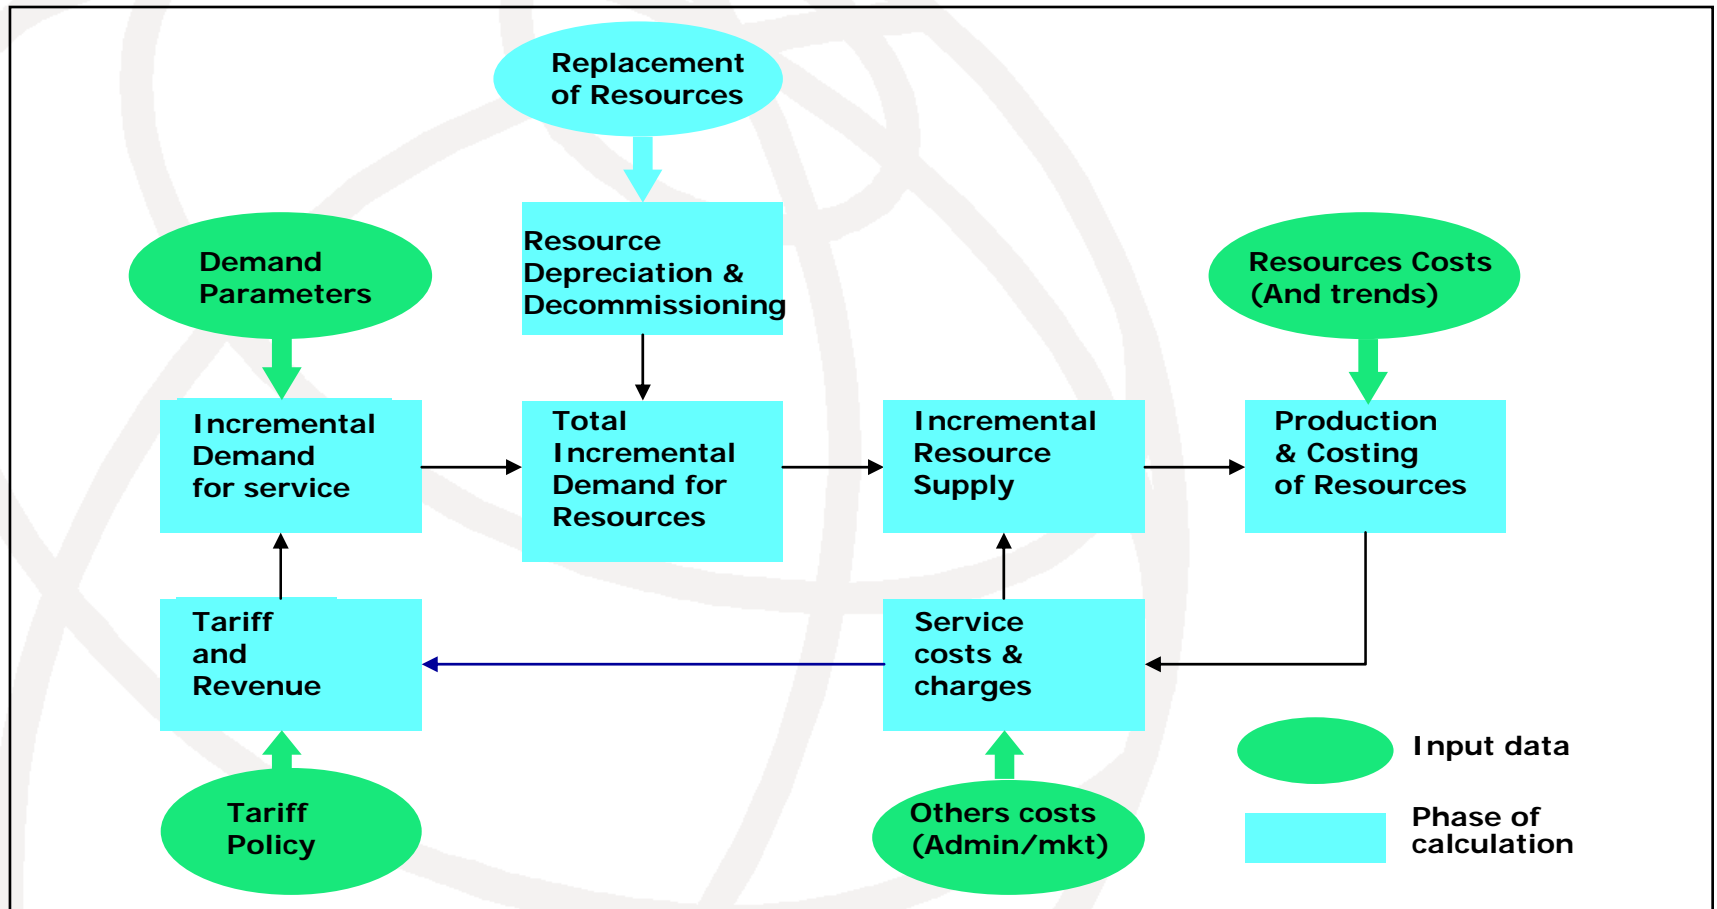 Replacement
of Resources
Demand
Parameters
Resource
Depreciation &
Decommissioning
Resources Costs
(And trends)
Incremental
Demand
for service
Total
Incremental
Demand for
Resources
Incremental
Resource
Supply
Production
& Costing
of Resources
Tariff
and
Revenue
Service
costs &
charges
Tariff
Policy
Others costs
(Admin/mkt)
Input data
Phase of
calculation